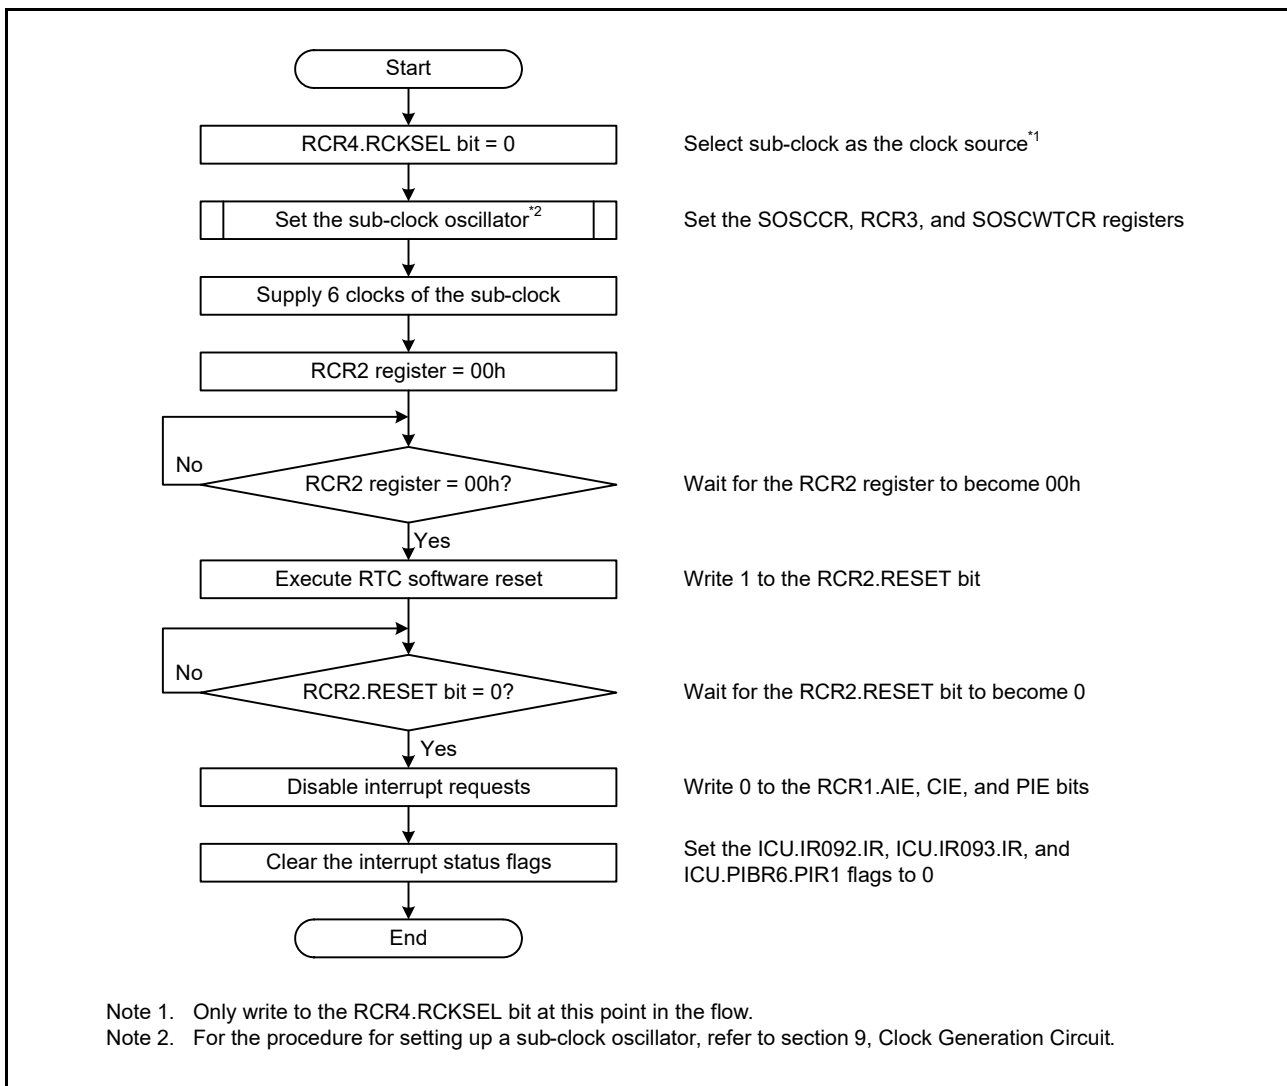 Start
RCR4.RCKSEL bit = 0
Select sub-clock as the clock source*1
Set the sub-clock oscillator*2
Set the SOSCCR, RCR3, and SOSCWTCR registers
Supply 6 clocks of the sub-clock
RCR2 register = 00h
No
RCR2 register = 00h?
Wait for the RCR2 register to become 00h
Yes
Execute RTC software reset
Write 1 to the RCR2.RESET bit
No
RCR2.RESET bit = 0?
Wait for the RCR2.RESET bit to become 0
Yes
Disable interrupt requests
Write 0 to the RCR1.AIE, CIE, and PIE bits
Clear the interrupt status flags
Set the ICU.IR092.IR, ICU.IR093.IR, and
ICU.PIBR6.PIR1 flags to 0
End
Note 1. Only write to the RCR4.RCKSEL bit at this point in the flow.
Note 2. For the procedure for setting up a sub-clock oscillator, refer to section 9, Clock Generation Circuit.